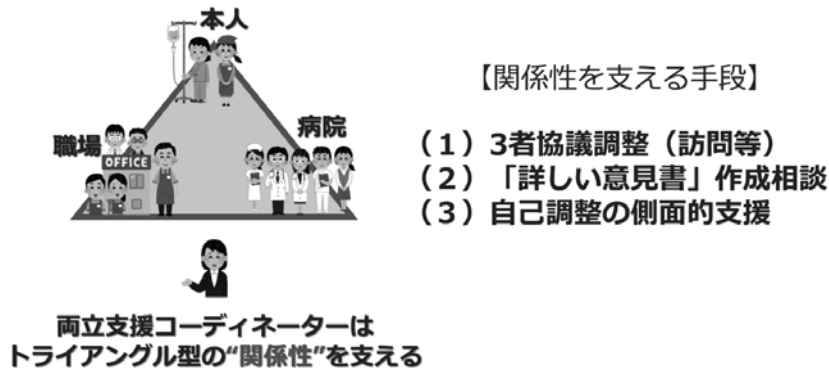 本人
職場
OFFICE
病院
両立支援コーディネーターは
トライアングル型の“関係性”を支える
【関係性を支える手段】
（１）3者協議調整（訪問等）
（２）「詳しい意見書」作成相談
（３）自己調整の側面的支援